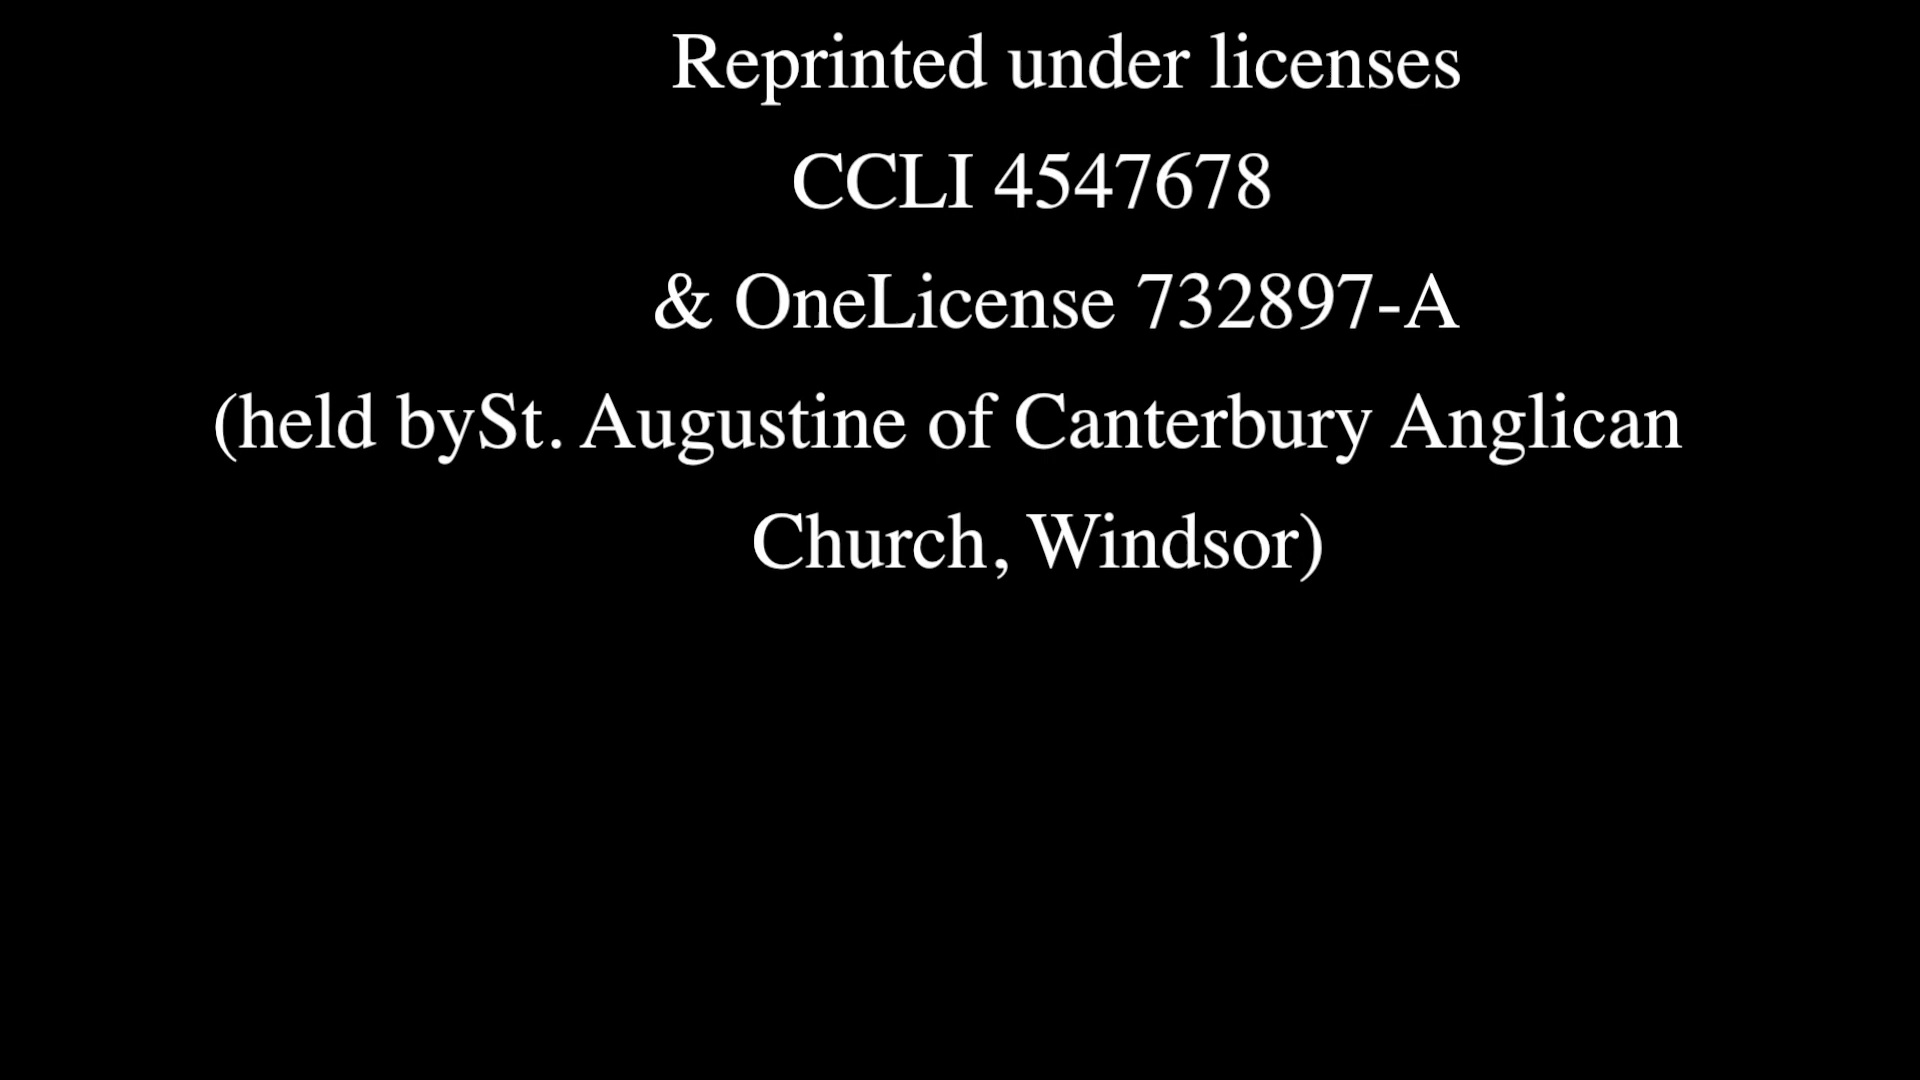 Reprinted under licenses
CCLI 4547678
& OneLicense 732897-A
(held bySt. Augustine of Canterbury Anglican
Church, Windsor)